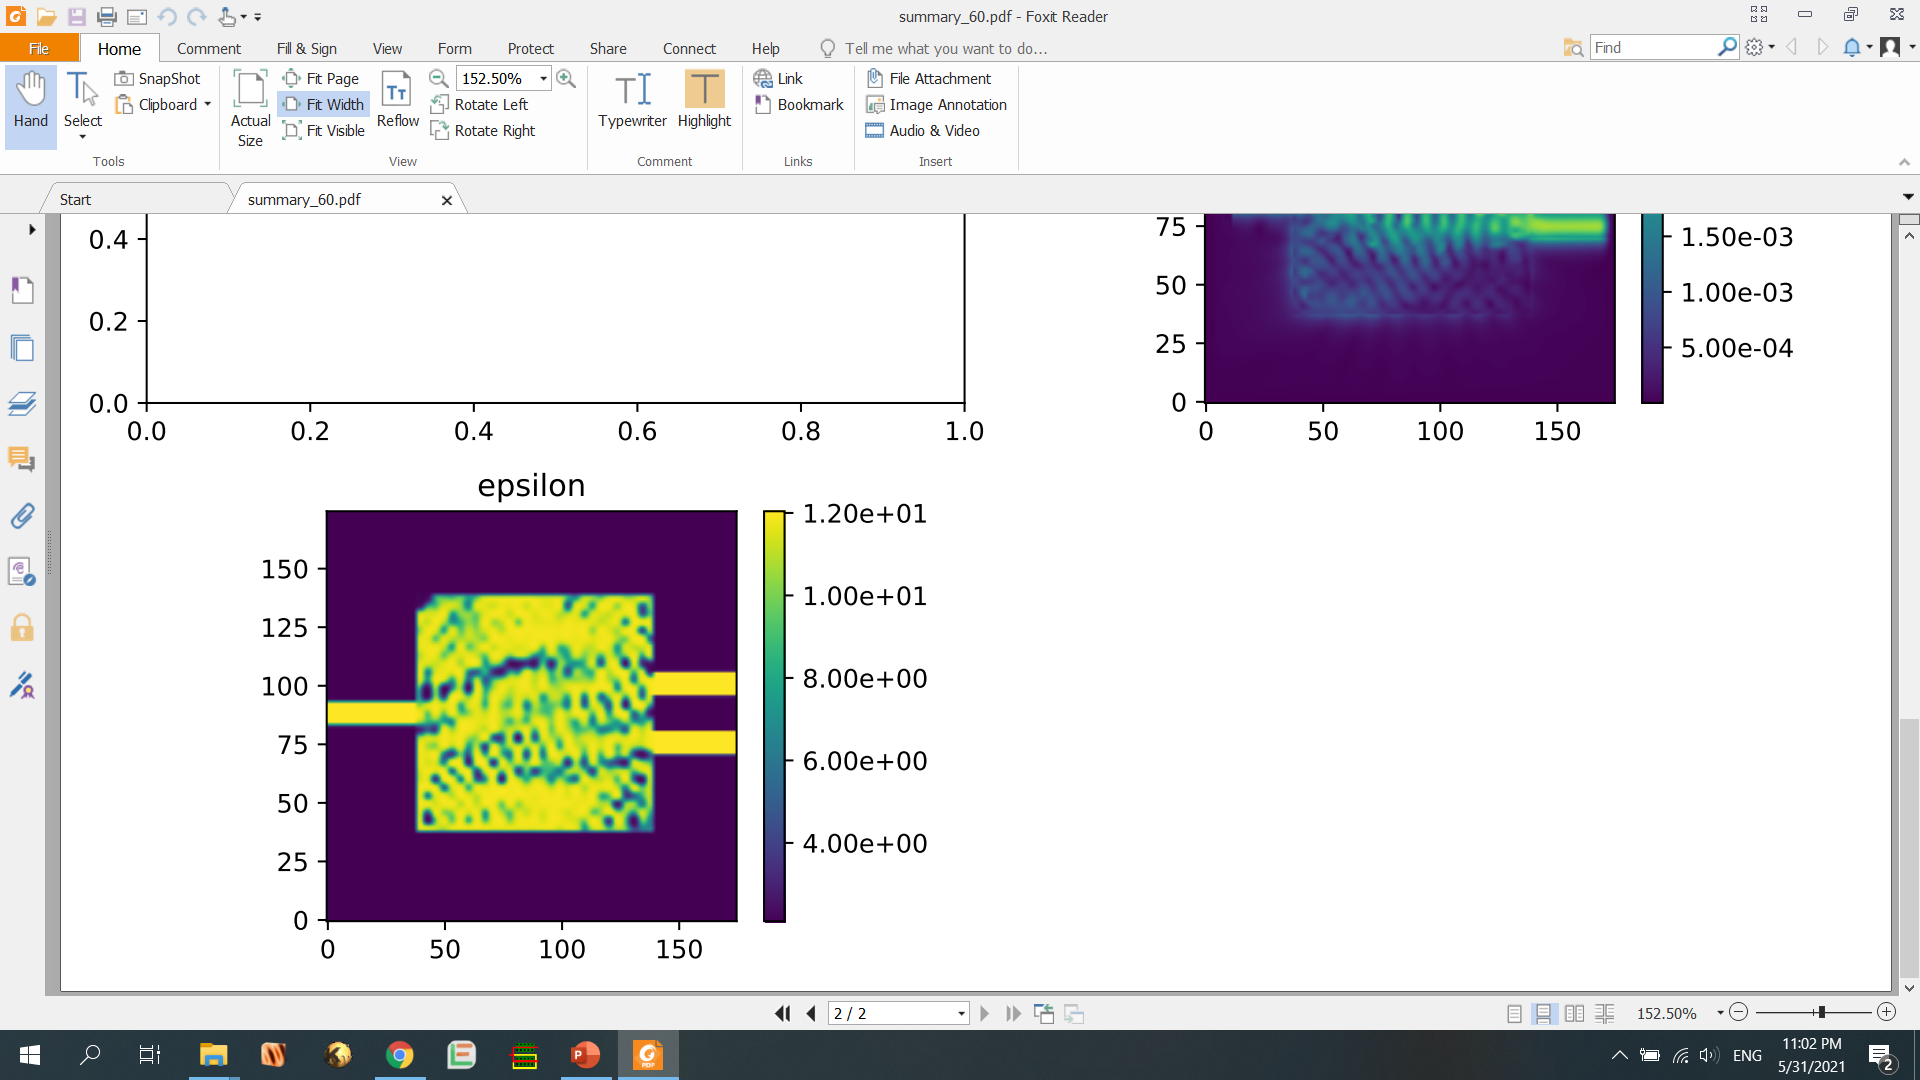 summary_60.pdf - Foxit Reader
File Home Comment Fill & Sign View Form Protect Share Connect Help Tell me what you want to do... Find
Hand
Select
SnapShot
Clipboard
Tools
Actual Size
Fit Page
Fit Width
Fit Visible
Reflow
152.50%
Rotate Left
Rotate Right
View
Typewriter
Highlight
Comment
Link
Bookmark
Links
File Attachment
Image Annotation
Audio & Video
Insert
Start summary_60.pdf
0.4
0.2
0.0
0.0 0.2 0.4 0.6 0.8 1.0
75
50
25
0
0 50 100 150
1.50e-03
1.00e-03
5.00e-04
epsilon
150
125
100
75
50
25
0
0 50 100 150
1.20e+01
1.00e+01
8.00e+00
6.00e+00
4.00e+00
2 / 2
152.50%
ENG
11:02 PM
5/31/2021
2